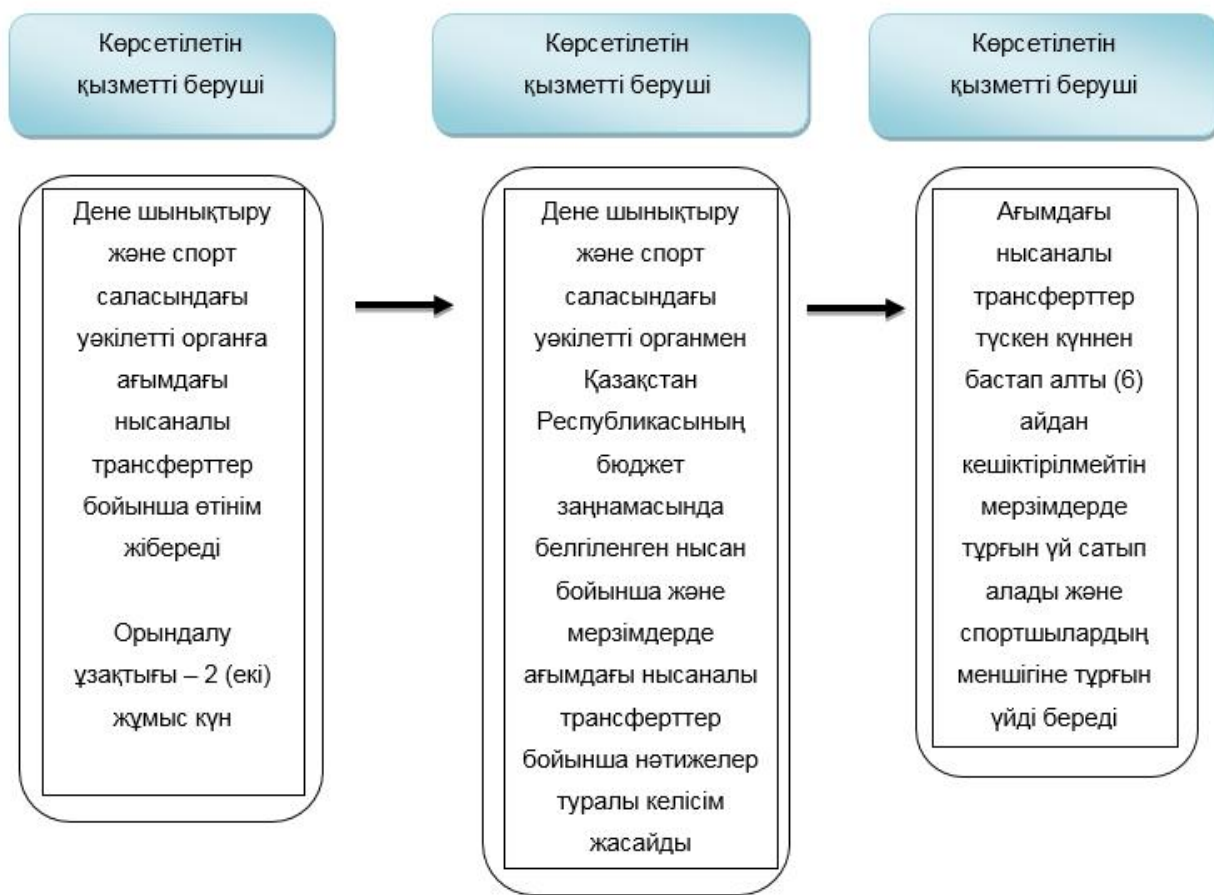 Көрсетілетін
қызметті беруші
Көрсетілетін
қызметті беруші
Көрсетілетін
қызметті беруші
Дене шынықтыру
және спорт
саласындағы
уәкілетті органға
ағымдағы
нысаналы
трансферттер
бойынша өтінім
жібереді
Орындалу
ұзақтығы – 2 (екі)
жұмыс күн
Дене шынықтыру
және спорт
саласындағы
уәкілетті органмен
Қазақстан
Республикасының
бюджет
заңнамасында
белгіленген нысан
бойынша және
мерзімдерде
ағымдағы нысаналы
трансферттер
бойынша нәтижелер
туралы келісім
жасайды
Ағымдағы
нысаналы
трансферттер
түскен күннен
бастап алты (6)
айдан
кешіктірілмейтін
мерзімдерде
тұрғын үй сатып
алады және
спортшылардың
меншігіне тұрғын
үйді береді